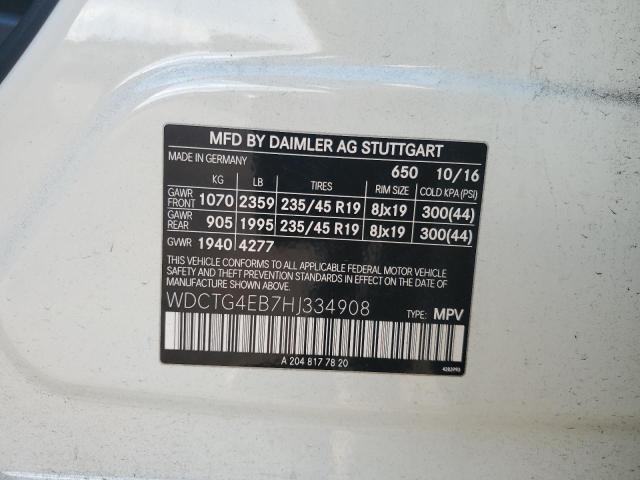 MFD BY DAIMLER AG STUTTGART
MADE IN GERMANY 650 10/16
KG LB TIRES RIM SIZE COLD KPA (PSI)
GAWR FRONT 1070 2359 235/45 R19 8Jx19 300(44)
GAWR REAR 905 1995 235/45 R19 8Jx19 300(44)
GVWR 1940 4277
THIS VEHICLE CONFORMS TO ALL APPLICABLE FEDERAL MOTOR VEHICLE
SAFETY AND THEFT PREVENTION STANDARDS IN EFFECT ON THE DATE
OF MANUFACTURE SHOWN ABOVE.
WDCTG4EB7HJ334908 TYPE: MPV
A 204 817 78 20